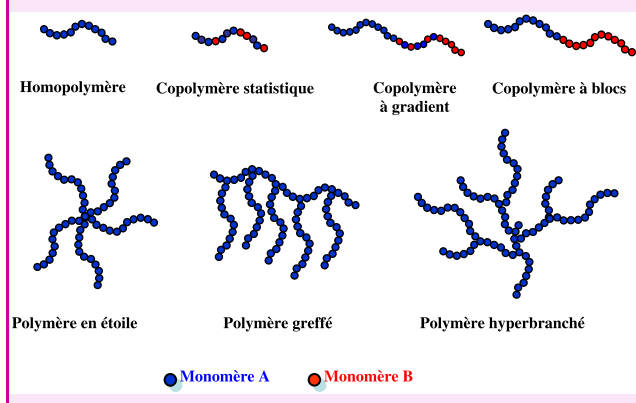 Homopolymère
Copolymère statistique
Copolymère
à gradient
Copolymère à blocs
Polymère en étoile
Polymère greffé
Polymère hyperbranché
Monomère A
Monomère B